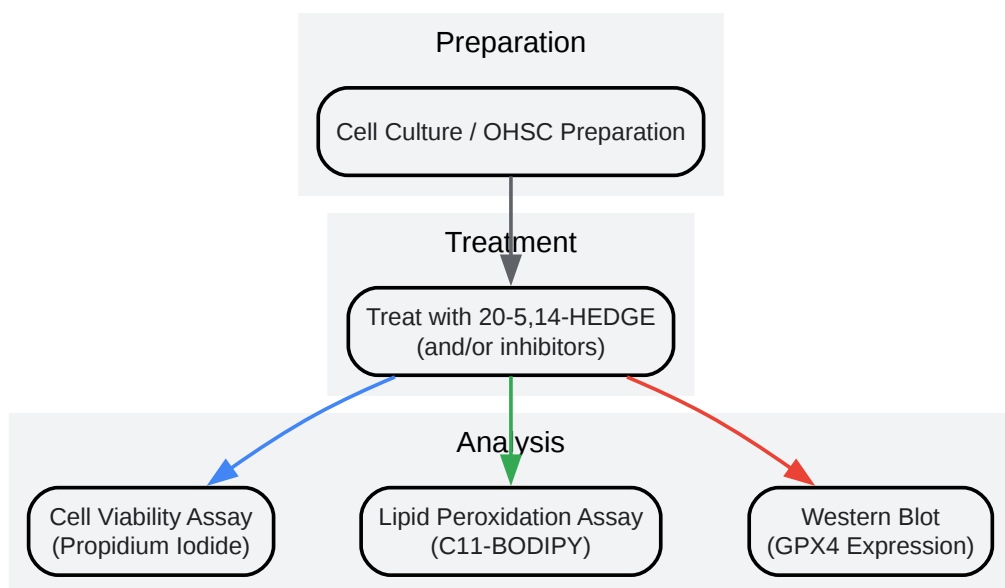 Preparation
Cell Culture / OHSC Preparation
Treatment
Treat with 20-5,14-HEDGE
(and/or inhibitors)
Analysis
Cell Viability Assay
(Propidium Iodide)
Lipid Peroxidation Assay
(C11-BODIPY)
Western Blot
(GPX4 Expression)